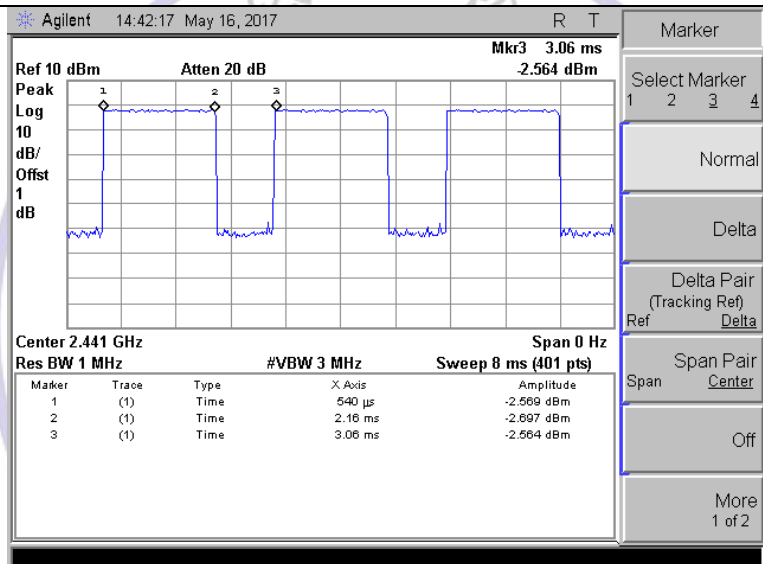 Agilent 14:42:17 May 16, 2017 R T
Mkr3 3.06 ms
Ref 10 dBm Atten 20 dB -2.564 dBm
Peak
Log
10
dB/
Offst
1
dB
1 2 3
Center 2.441 GHz Span 0 Hz
Res BW 1 MHz #VBW 3 MHz Sweep 8 ms (401 pts)
Marker Trace Type X Axis Amplitude
1 (1) Time 540 µs -2.569 dBm
2 (1) Time 2.16 ms -2.697 dBm
3 (1) Time 3.06 ms -2.564 dBm
Marker
Select Marker
1 2 3 4
Normal
Delta
Delta Pair
(Tracking Ref)
Ref Delta
Span Pair
Span Center
Off
More
1 of 2